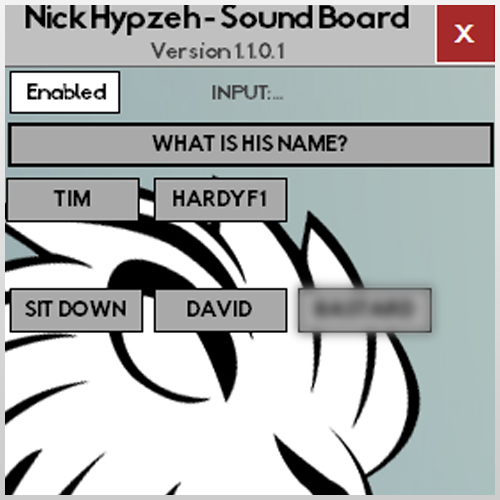 Nick Hypzeh - Sound Board
X
Version 1.1.0.1
Enabled
INPUT:...
WHAT IS HIS NAME?
TIM
HARDYF1
SIT DOWN
DAVID